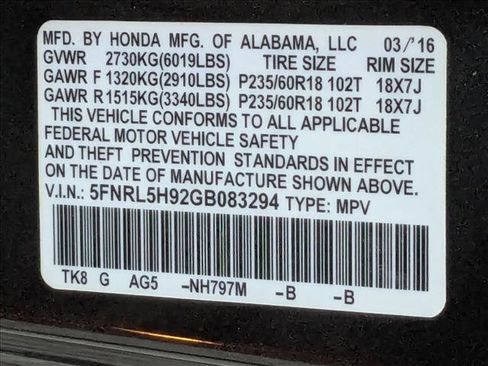 MFD. BY HONDA MFG. OF ALABAMA, LLC 03/'16
GVWR 2730KG(6019LBS) TIRE SIZE RIM SIZE
GAWR F 1320KG(2910LBS) P235/60R18 102T 18X7J
GAWR R 1515KG(3340LBS) P235/60R18 102T 18X7J
THIS VEHICLE CONFORMS TO ALL APPLICABLE
FEDERAL MOTOR VEHICLE SAFETY
AND THEFT PREVENTION STANDARDS IN EFFECT
ON THE DATE OF MANUFACTURE SHOWN ABOVE.
V.I.N.: 5FNRL5H92GB083294 TYPE: MPV
TK8 G AG5 -NH797M -B -B